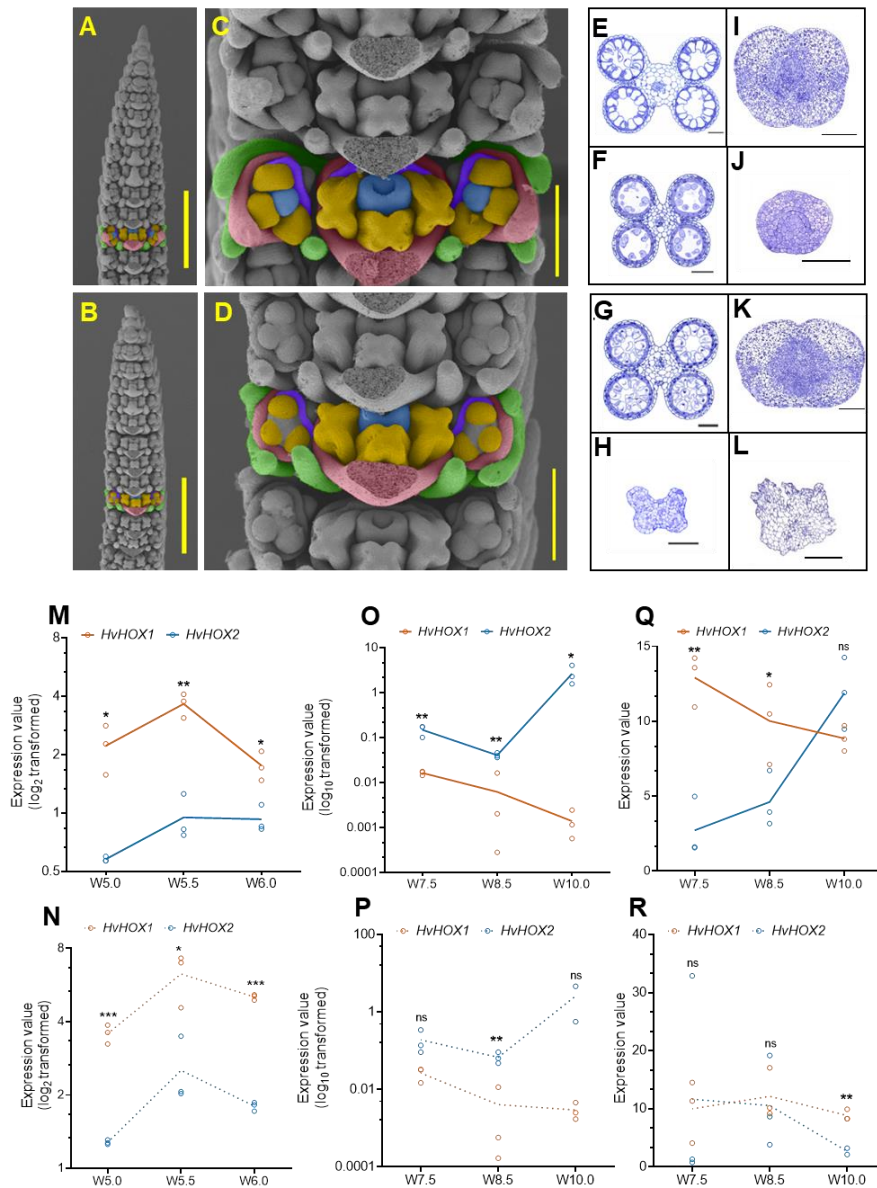 A
C
E
I
F
J
B
D
G
K
H
L
M
HvHOX1 HvHOX2
Expression value
(log2 transformed)
8
4
2
1
0.5
*
**
*
W5.0 W5.5 W6.0
O
HvHOX1 HvHOX2
Expression value
(log10 transformed)
10
1
0.1
0.01
0.001
0.0001
**
**
*
W7.5 W8.5 W10.0
Q
HvHOX1 HvHOX2
Expression value
15
10
5
0
**
*
ns
W7.5 W8.5 W10.0
N
HvHOX1 HvHOX2
Expression value
(log2 transformed)
8
4
2
1
***
*
***
W5.0 W5.5 W6.0
P
HvHOX1 HvHOX2
Expression value
(log10 transformed)
100
1
0.01
0.0001
ns
**
ns
W7.5 W8.5 W10.0
R
HvHOX1 HvHOX2
Expression value
40
30
20
10
0
ns
ns
**
W7.5 W8.5 W10.0